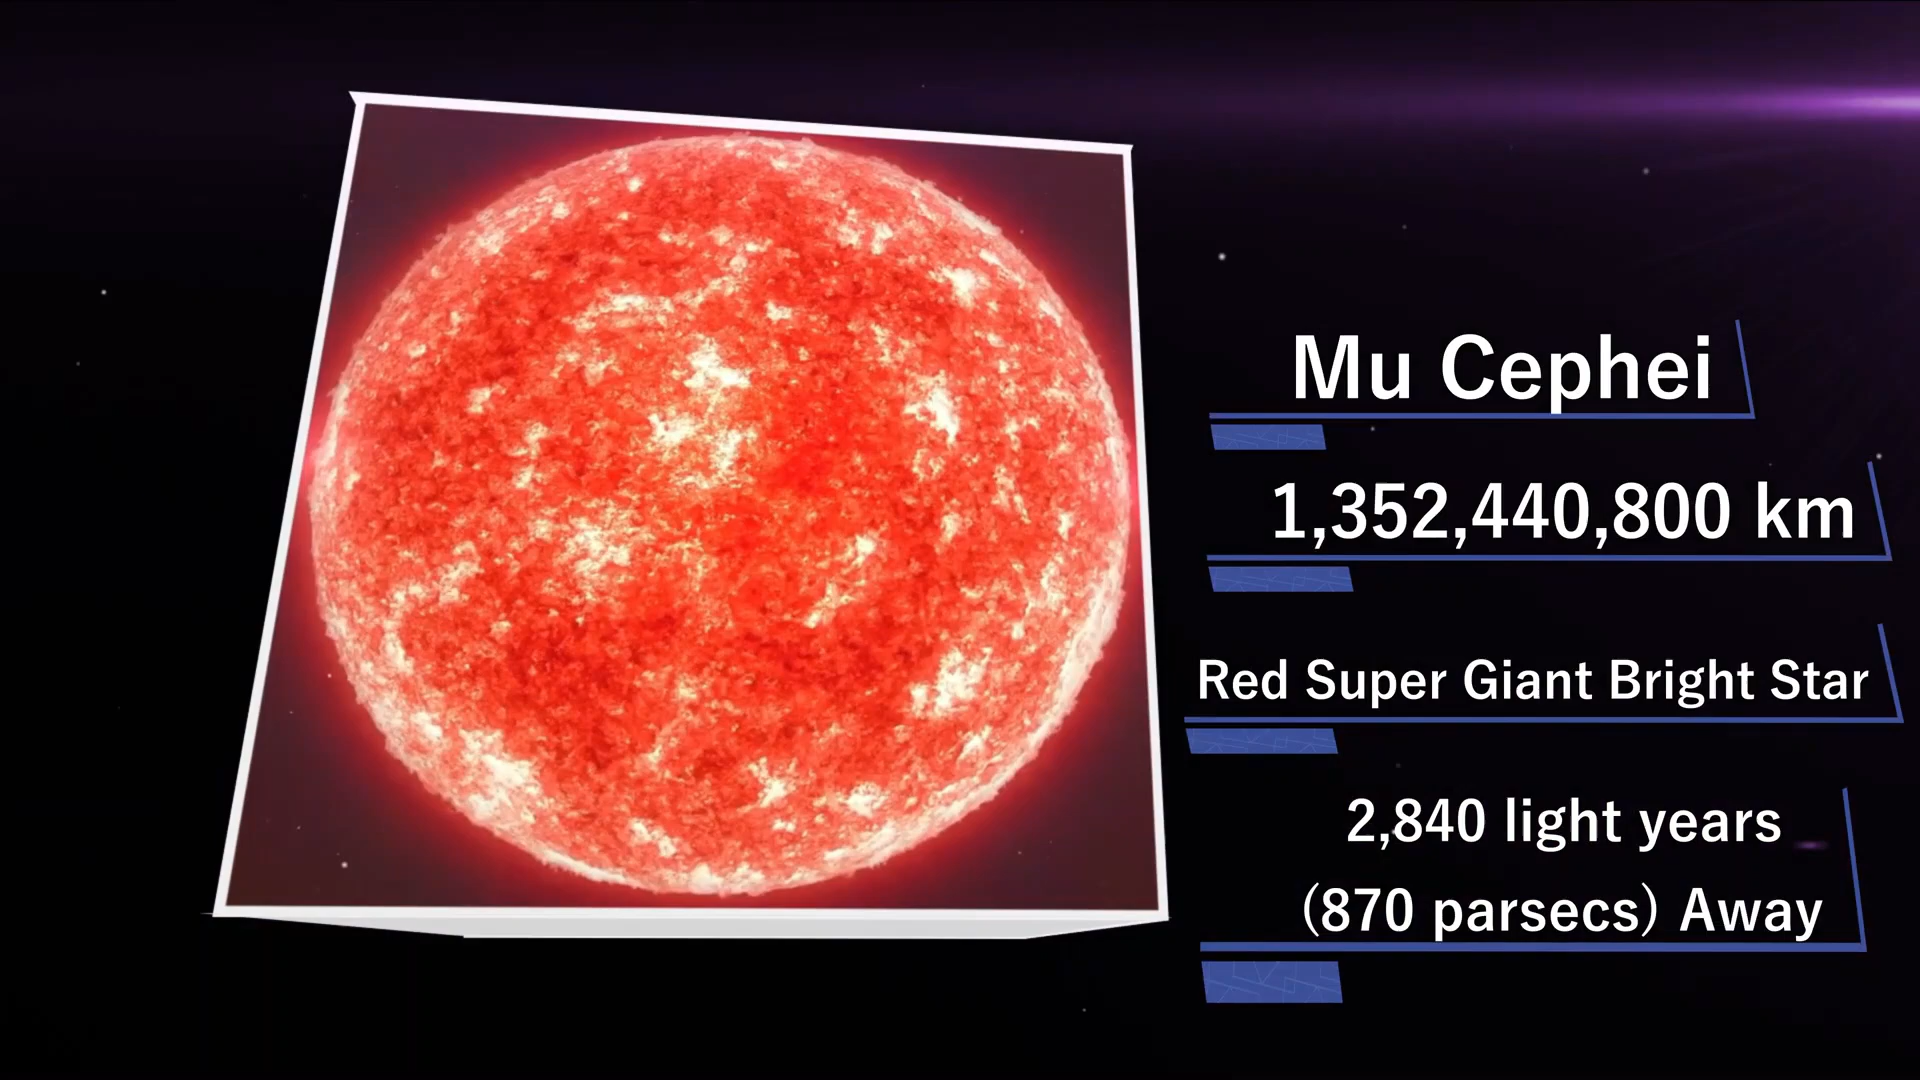 Mu Cephei
1,352,440,800 km
Red Super Giant Bright Star
2,840 light years
(870 parsecs) Away